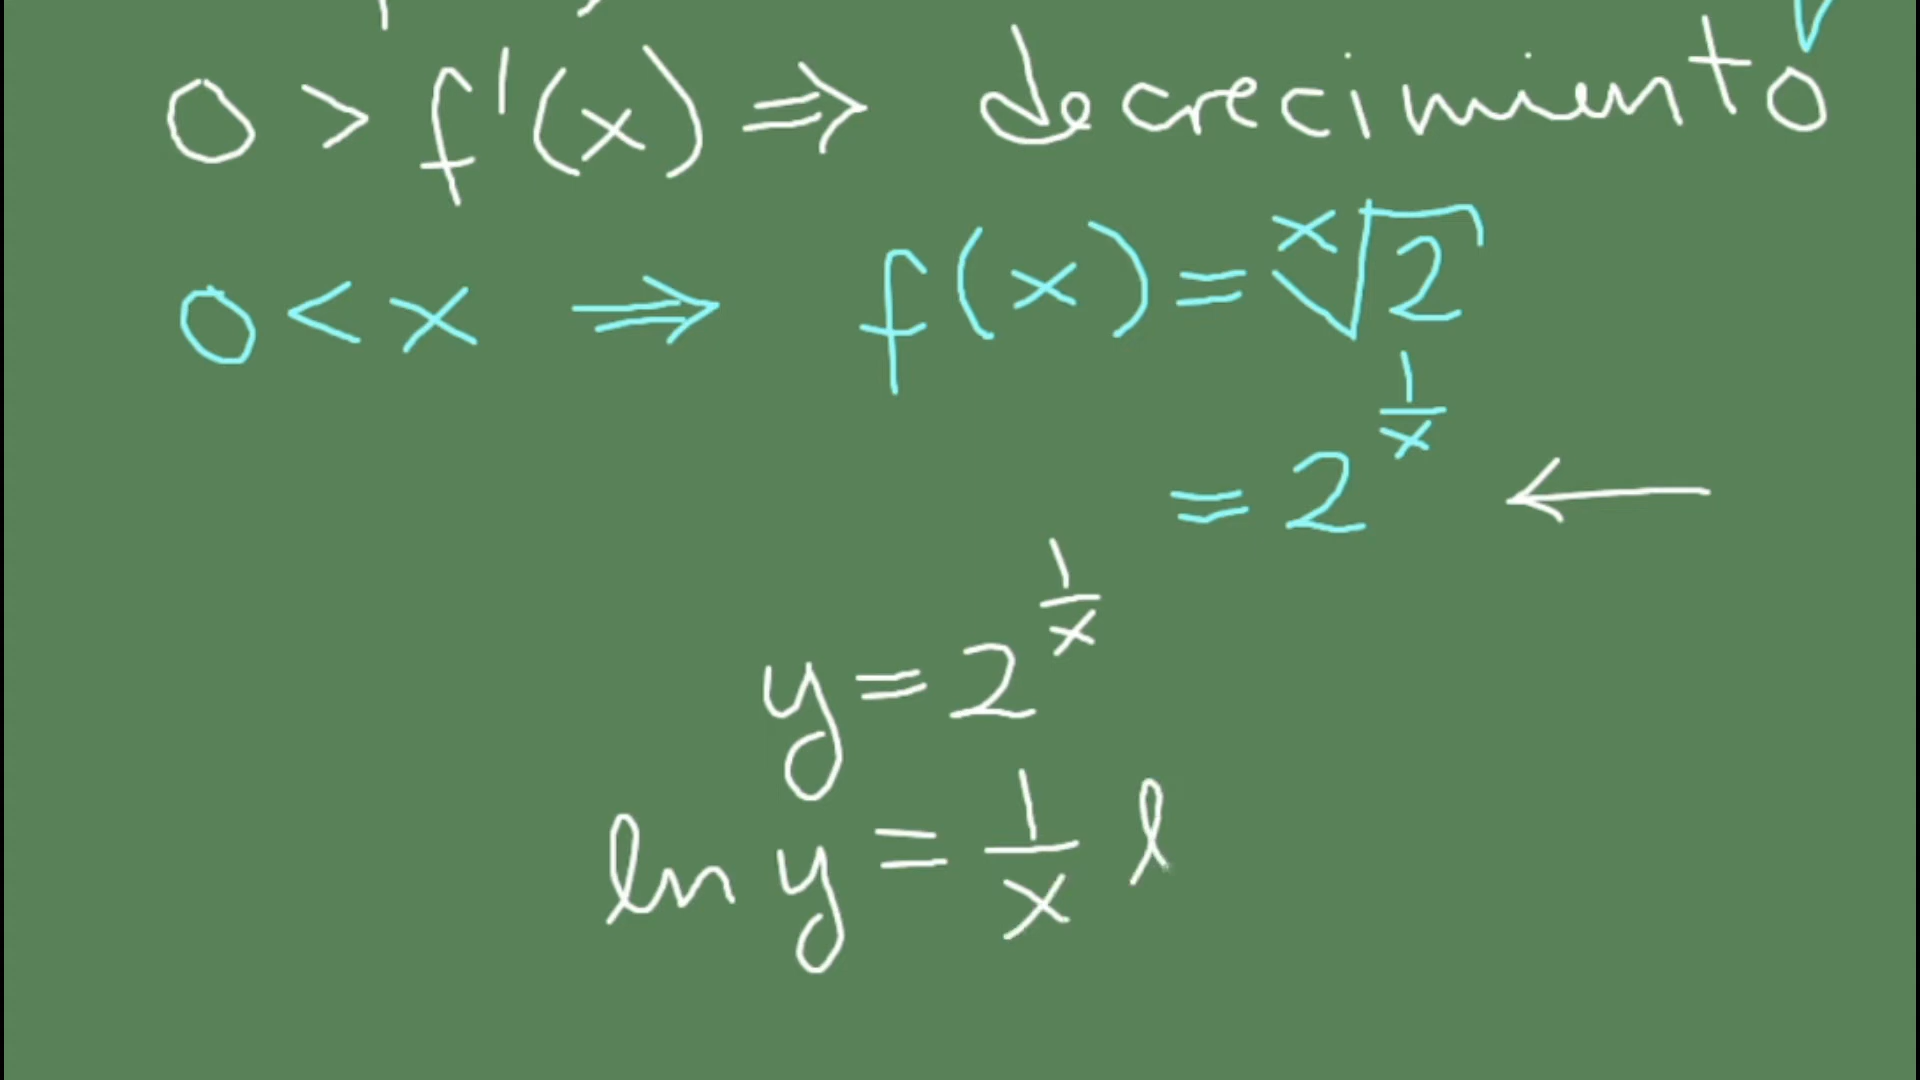 0 > f'(x) ⇒ decrecimiento
0 < x ⇒ f(x) = ˣ√2
= 2^(1/x) ←
y = 2^(1/x)
ln y = 1/x l